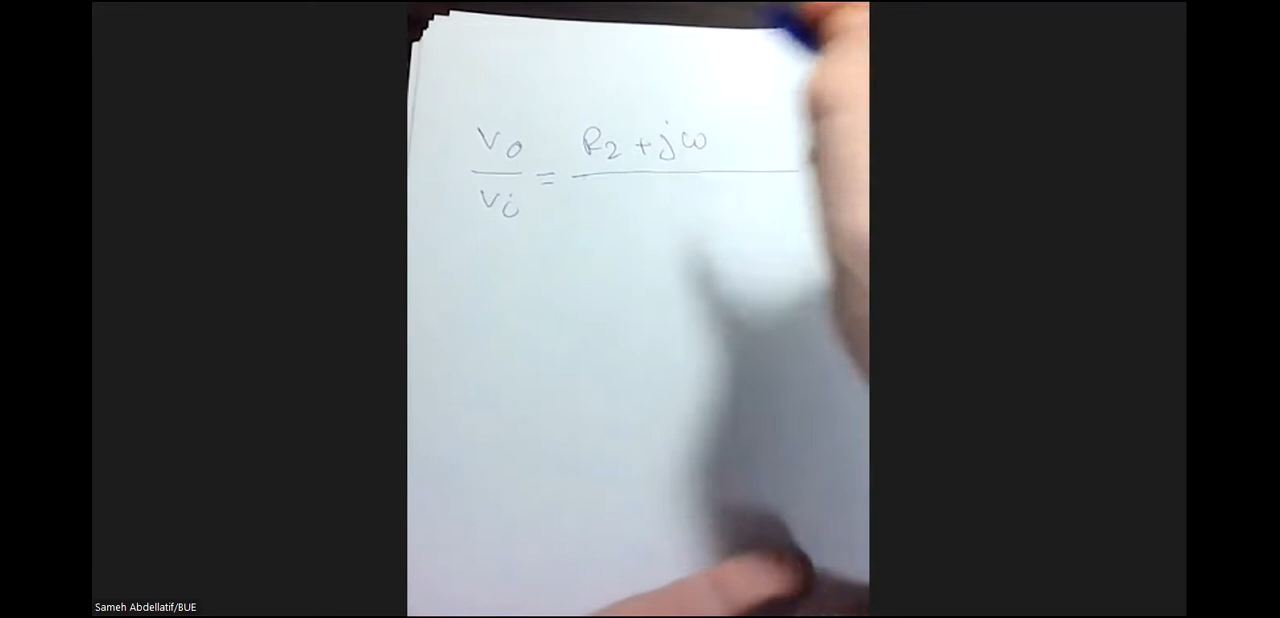 Vo = R2 + jω
Vi
Sameh Abdellatif/BUE